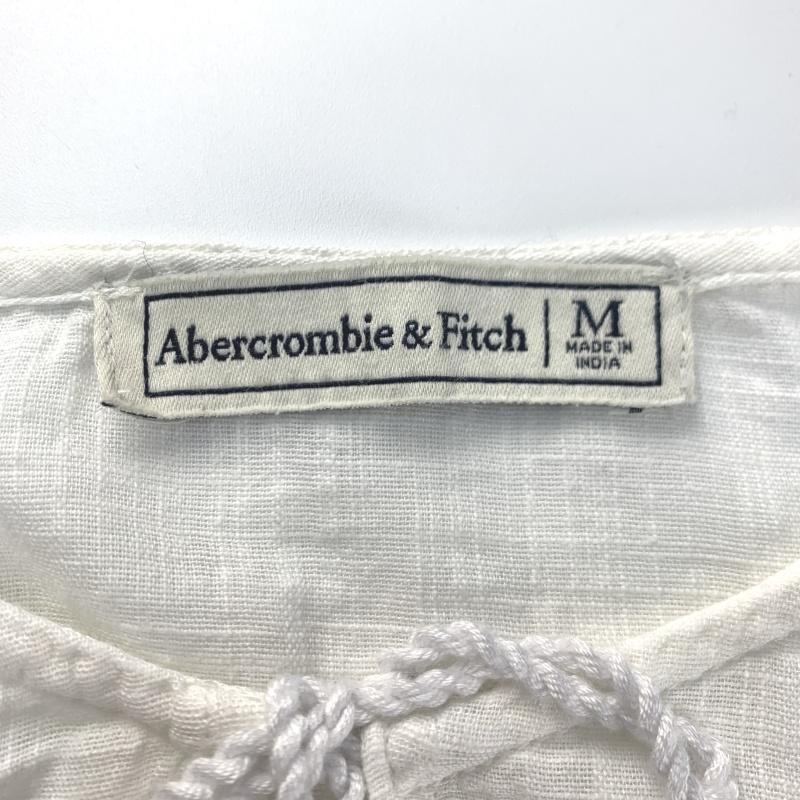 Abercrombie & Fitch | M
MADE IN
INDIA